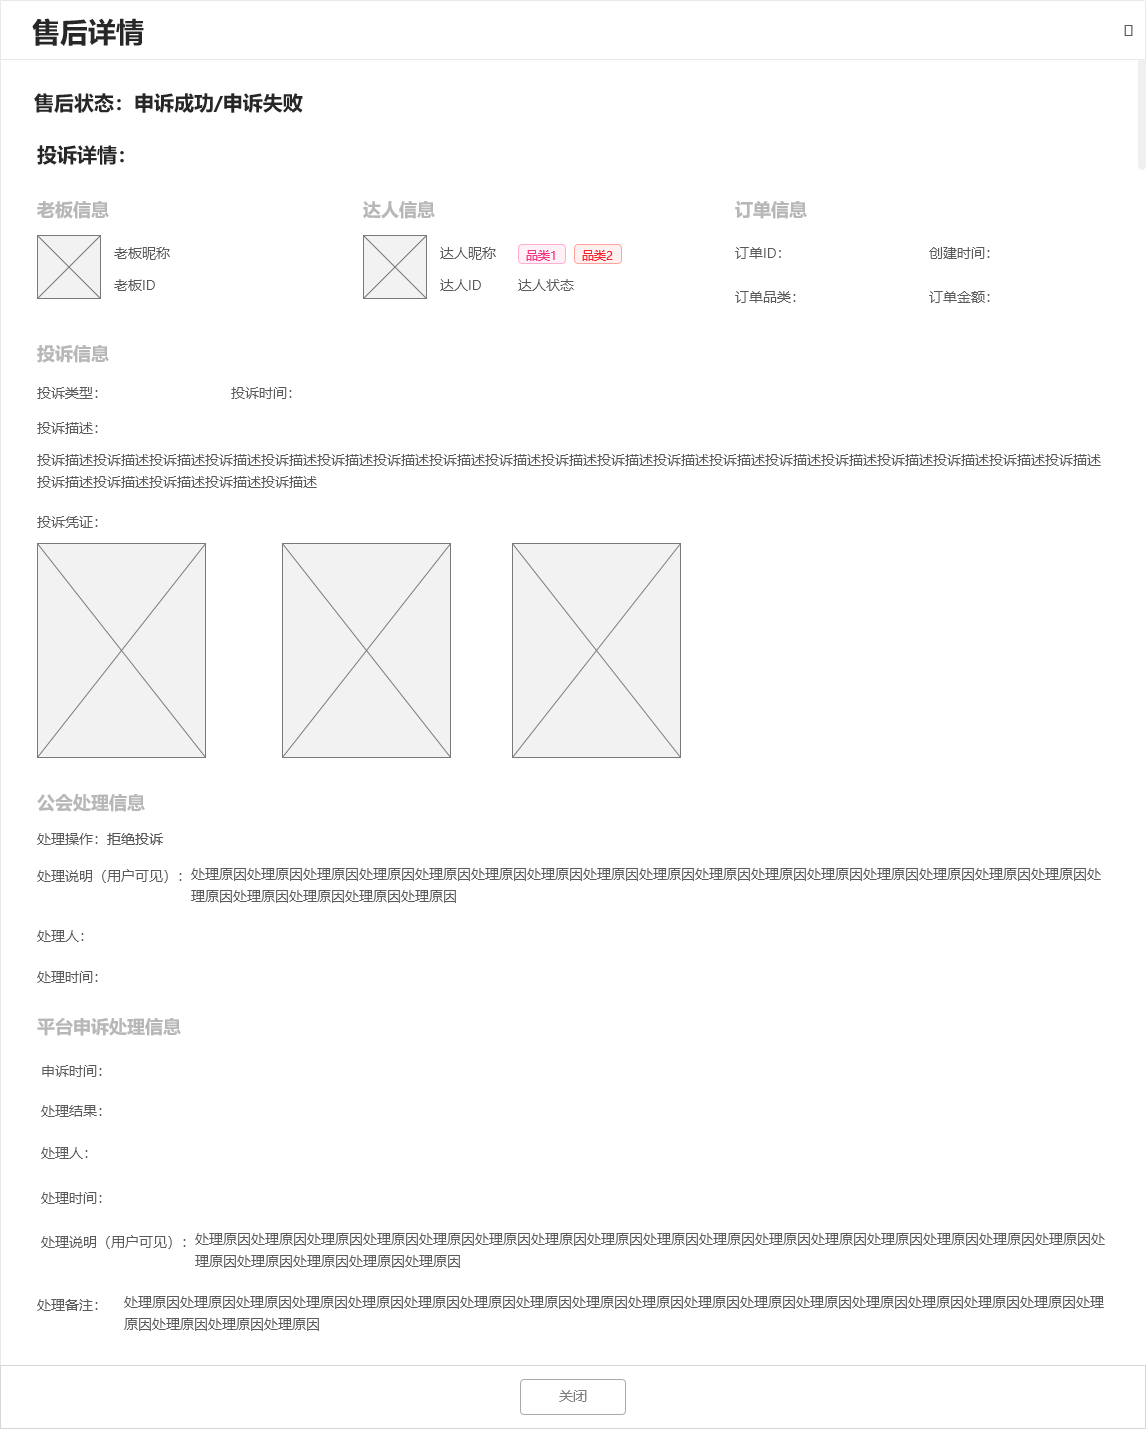 售后详情
售后状态：申诉成功/申诉失败
投诉详情：
老板信息
老板昵称
老板ID
达人信息
达人昵称 品类1 品类2
达人ID 达人状态
订单信息
订单ID： 创建时间：
订单品类： 订单金额：
投诉信息
投诉类型： 投诉时间：
投诉描述：
投诉描述投诉描述投诉描述投诉描述投诉描述投诉描述投诉描述投诉描述投诉描述投诉描述投诉描述投诉描述投诉描述投诉描述投诉描述投诉描述投诉描述投诉描述投诉描述
投诉描述投诉描述投诉描述投诉描述投诉描述
投诉凭证：
公会处理信息
处理操作：拒绝投诉
处理说明（用户可见）：处理原因处理原因处理原因处理原因处理原因处理原因处理原因处理原因处理原因处理原因处理原因处理原因处理原因处理原因处理原因处理原因处
理原因处理原因处理原因处理原因处理原因
处理人：
处理时间：
平台申诉处理信息
申诉时间：
处理结果：
处理人：
处理时间：
处理说明（用户可见）：处理原因处理原因处理原因处理原因处理原因处理原因处理原因处理原因处理原因处理原因处理原因处理原因处理原因处理原因处理原因处理原因处
理原因处理原因处理原因处理原因处理原因
处理备注： 处理原因处理原因处理原因处理原因处理原因处理原因处理原因处理原因处理原因处理原因处理原因处理原因处理原因处理原因处理原因处理原因处理原因处理
原因处理原因处理原因处理原因
关闭